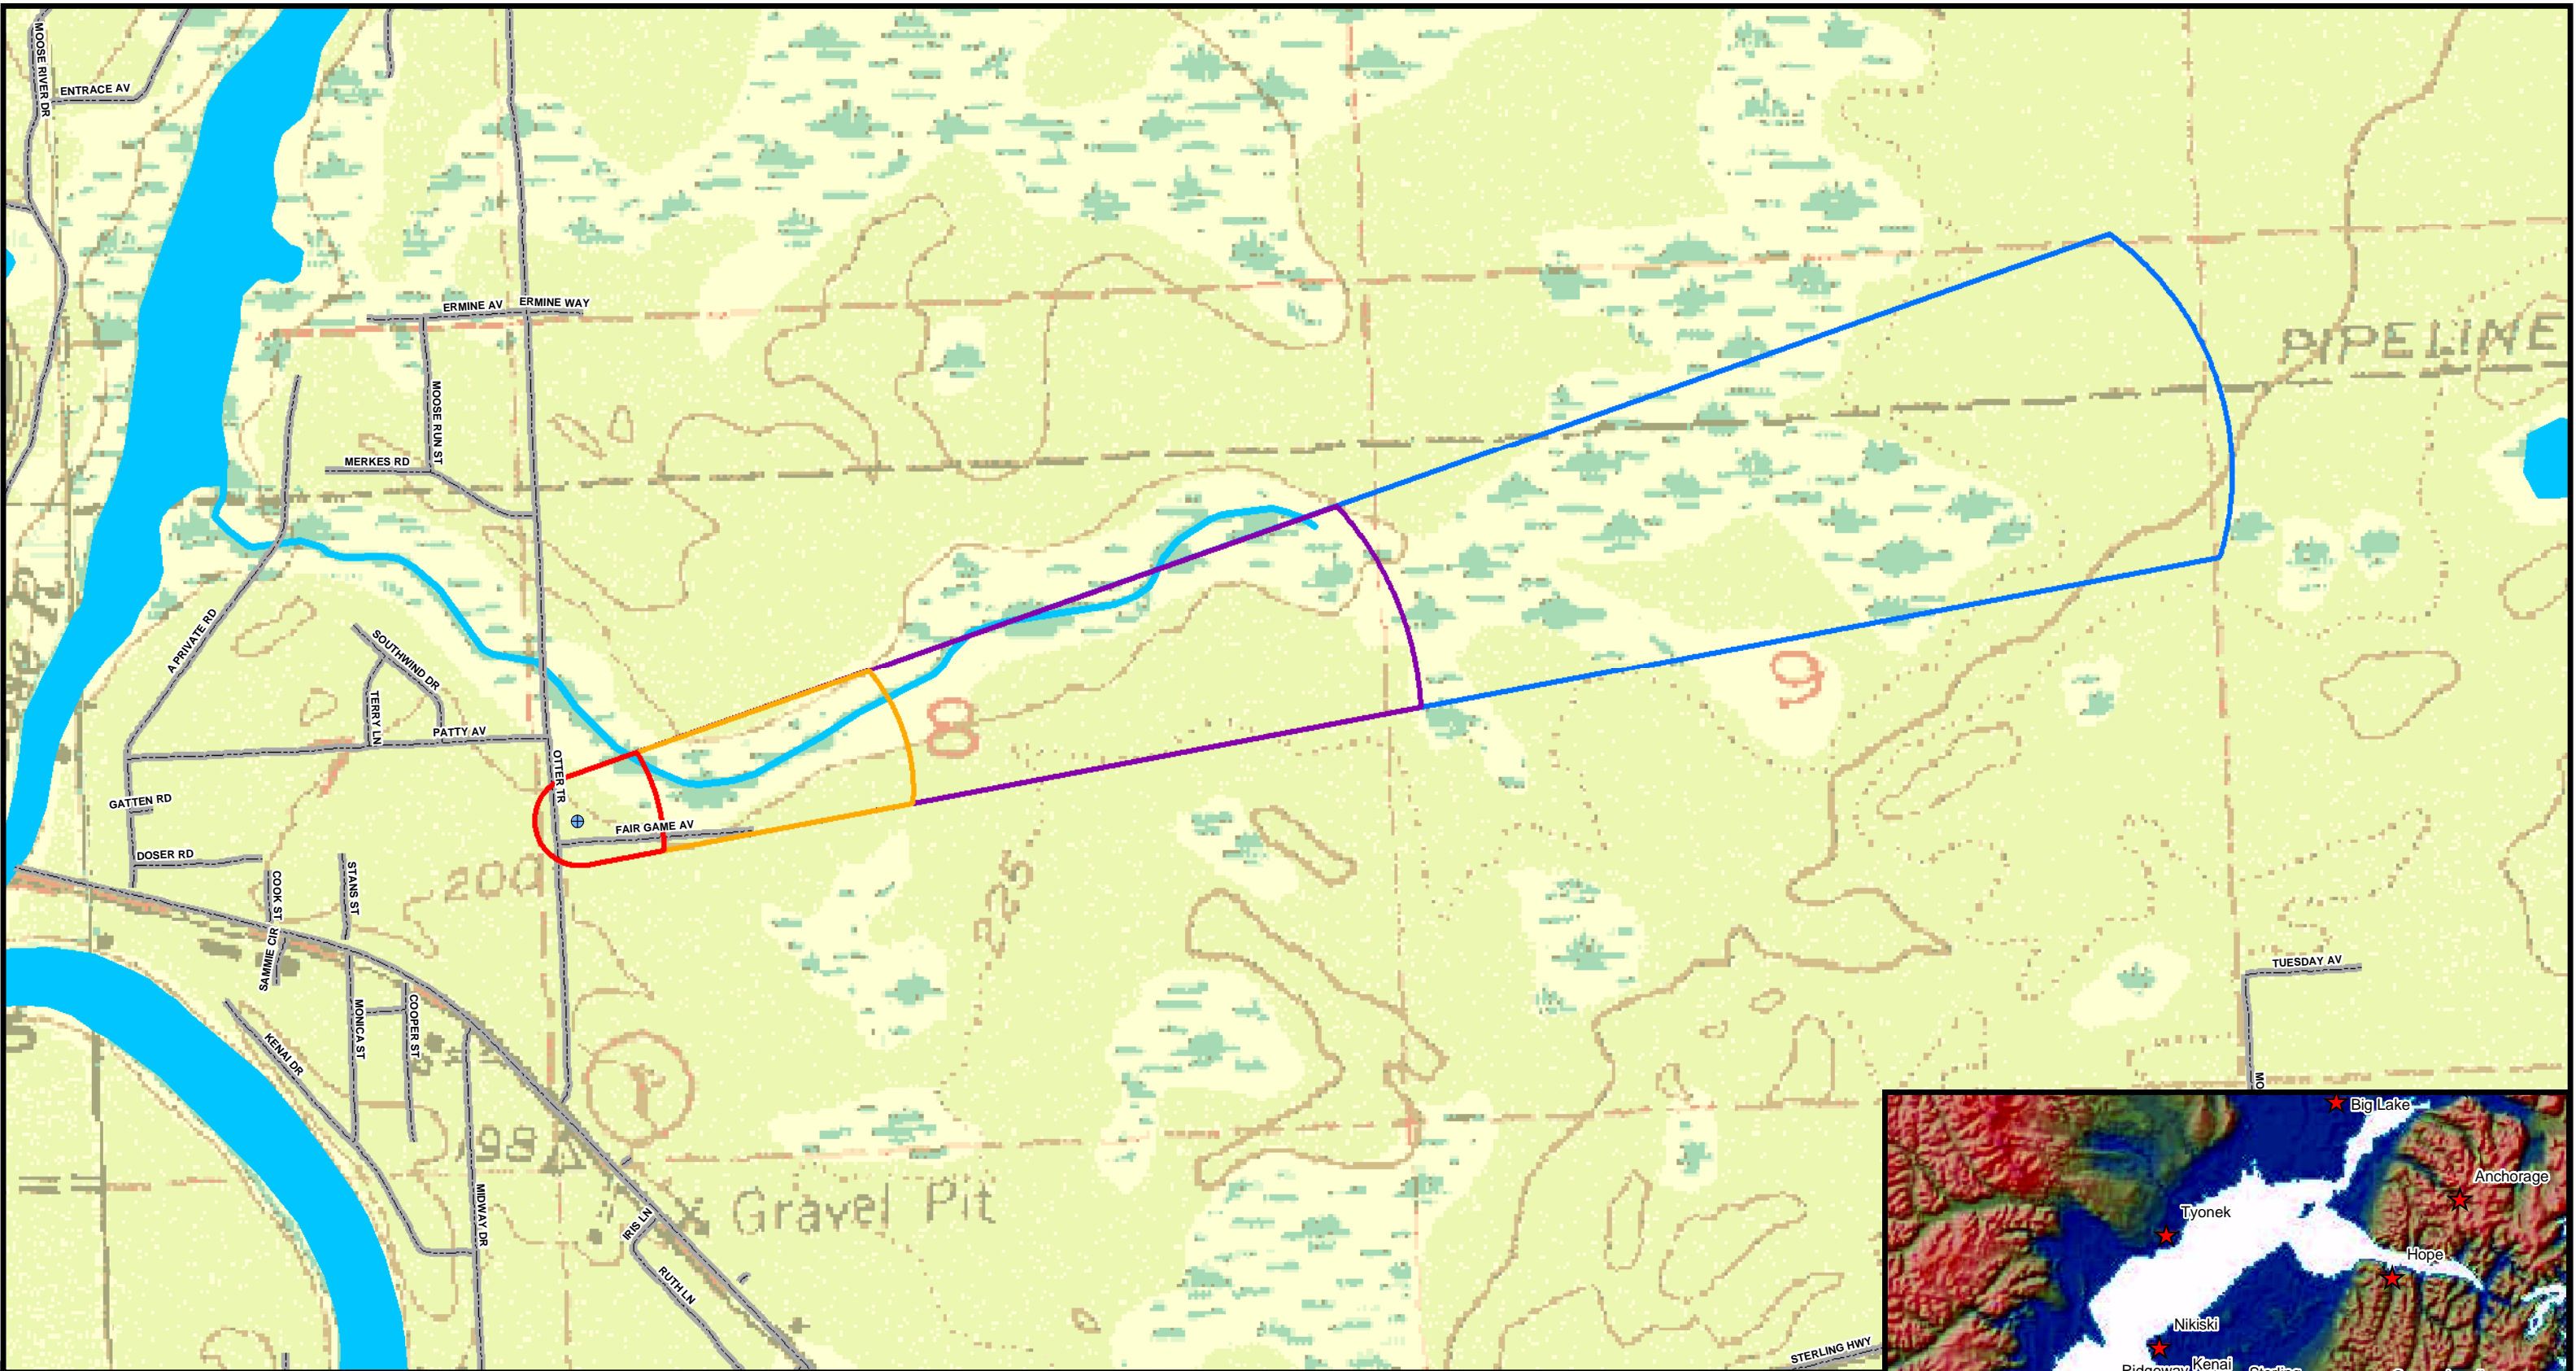 MOOSE RIVER DR
ENTRACE AV
ERMINE AV
ERMINE WAY
MOOSE RUN ST
MERKES RD
PIPELINE
A PRIVATE RD
SOUTHWIND DR
TERRY LN
PATTY AV
OTTER TR
GATTEN RD
FAIR GAME AV
DOSER RD
8
9
200
225
COOK ST
STANS ST
SAMMIE CIR
MONICA ST
COOPER ST
KENAI DR
198
MIDWAY DR
Gravel Pit
IRIS LN
RUTH LN
TUESDAY AV
MO
STERLING HWY
Big Lake
Anchorage
Tyonek
Hope
Nikiski
Ridgeway
Kenai
Sterling